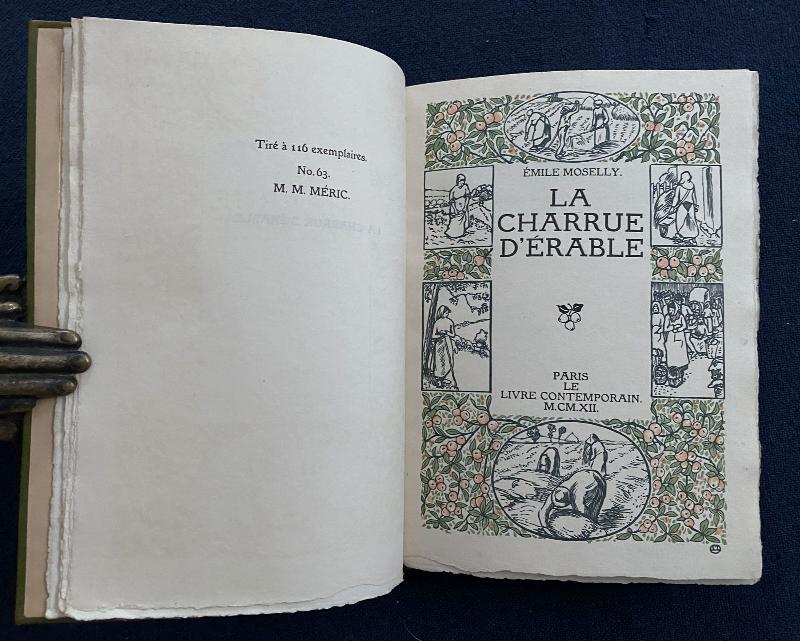 Tiré à 116 exemplaires.
No. 63.
M. M. MÉRIC.
ÉMILE MOSELLY.
LA
CHARRUE
D'ÉRABLE
PARIS
LE
LIVRE CONTEMPORAIN.
M.CM.XII.